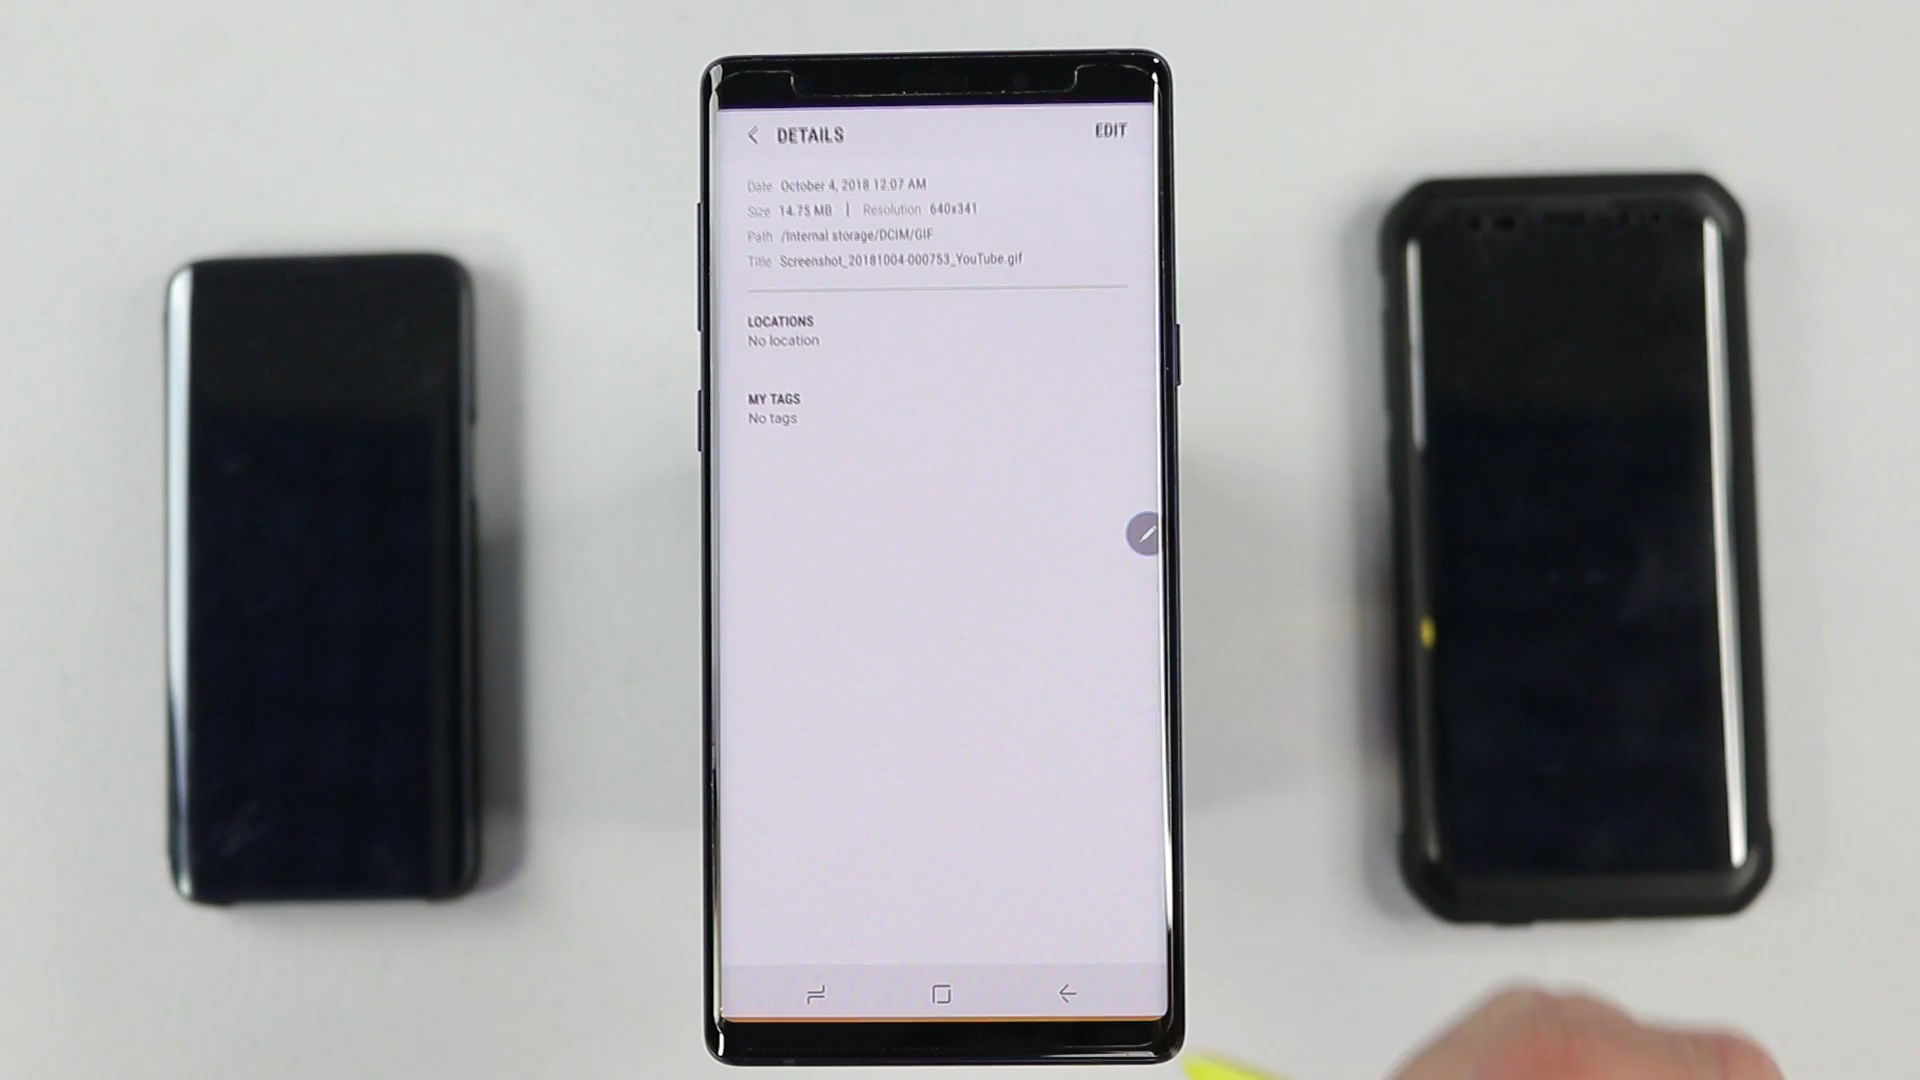 DETAILS
EDIT
Date October 4, 2018 12:07 AM
Size 14.75 MB | Resolution 640x341
Path /Internal storage/DCIM/GIF
Title Screenshot_20181004-000753_YouTube.gif
LOCATIONS
No location
MY TAGS
No tags